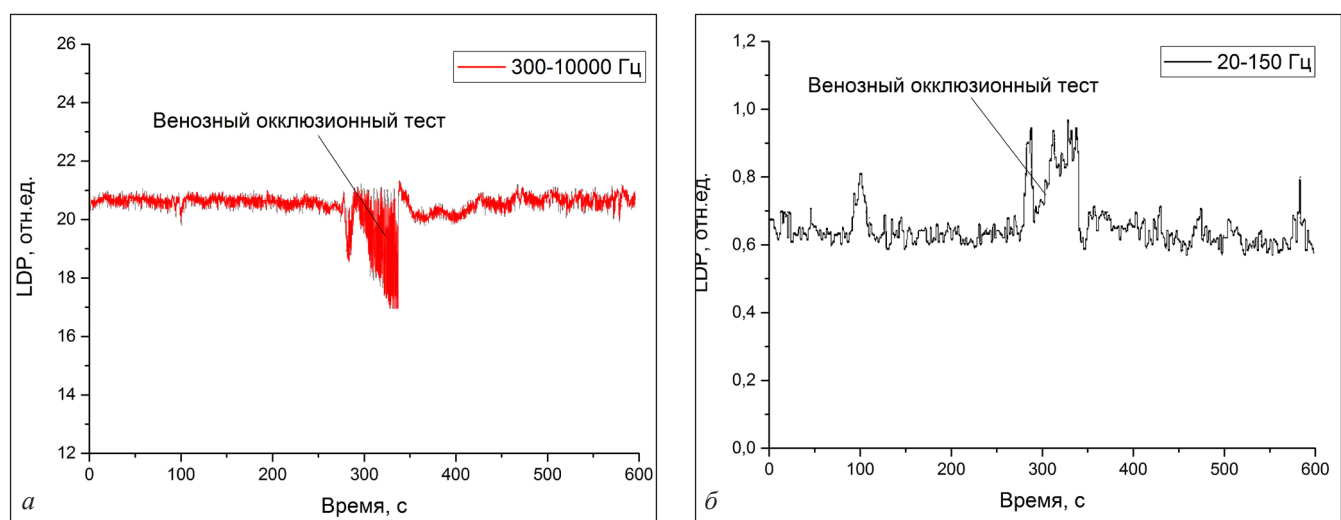 26
24
22
20
18
16
14
12
LDP, отн.ед.
300-10000 Гц
Венозный окклюзионный тест
0 100 200 300 400 500 600
Время, с
а
1,2
1,0
0,8
0,6
0,4
0,2
0,0
LDP, отн.ед.
20-150 Гц
Венозный окклюзионный тест
0 100 200 300 400 500 600
Время, с
б